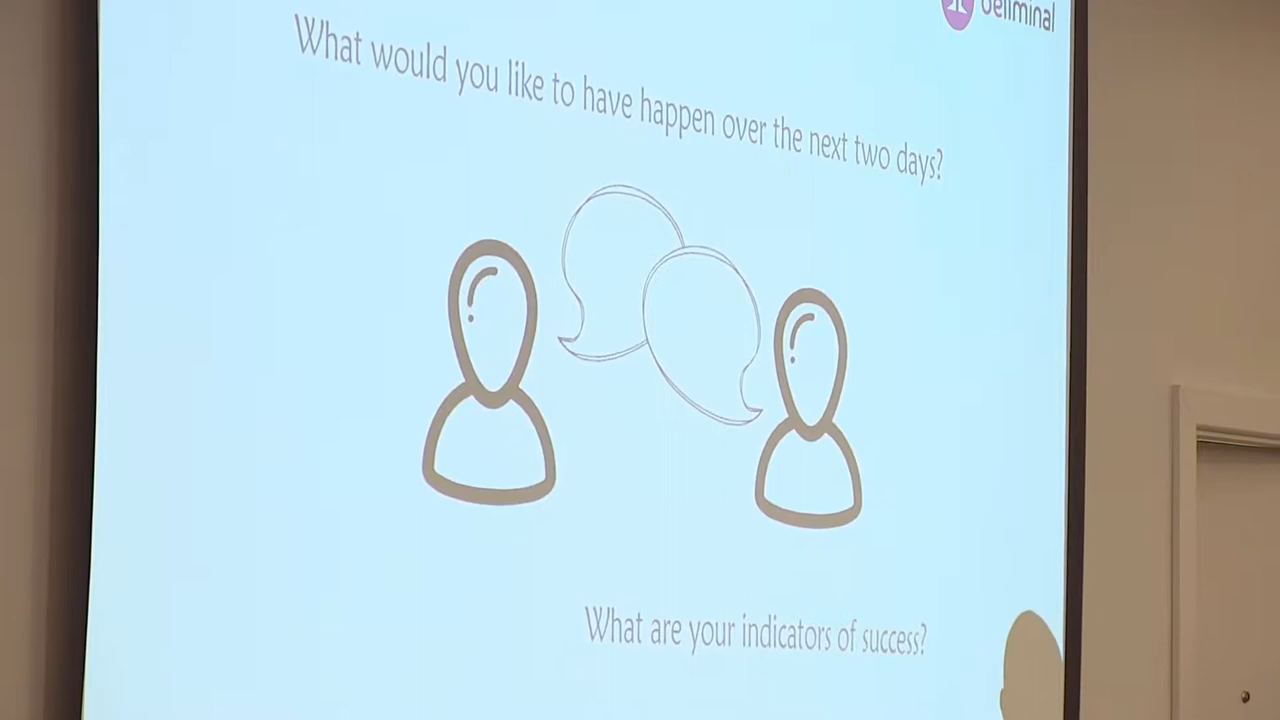 What would you like to have happen over the next two days?
What are your indicators of success?